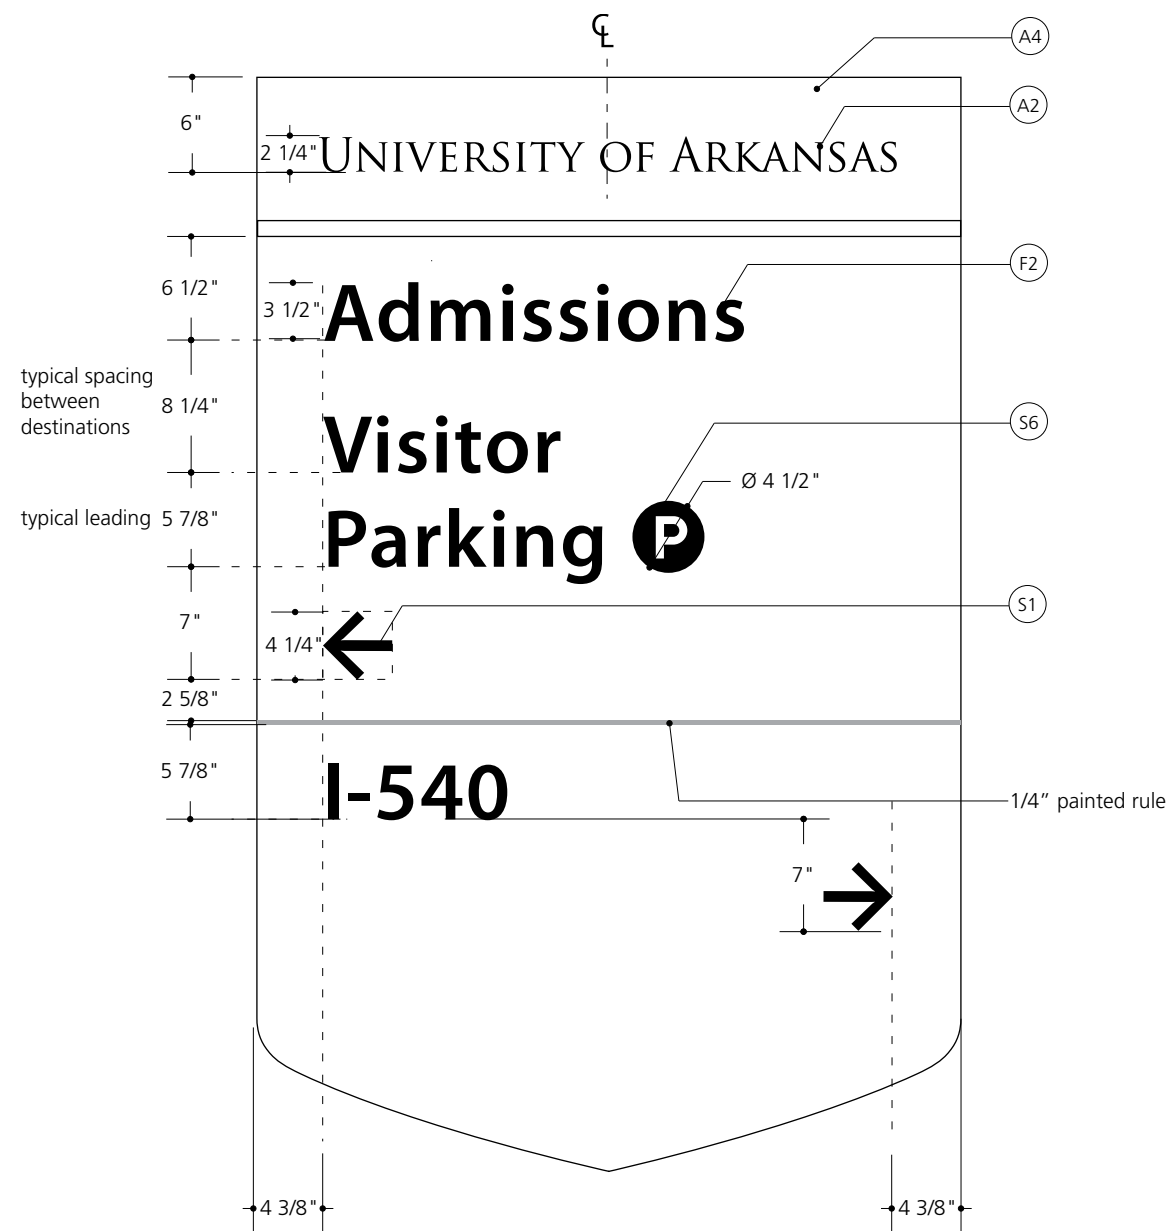 ℄
A4
A2
6"
2 1/4"
UNIVERSITY OF ARKANSAS
F2
6 1/2"
3 1/2"
Admissions
typical spacing
between
destinations
8 1/4"
Visitor
S6
Ø 4 1/2"
typical leading
5 7/8"
Parking P
S1
7"
4 1/4"
2 5/8"
5 7/8"
I-540
1/4” painted rule
7"
4 3/8"
4 3/8"